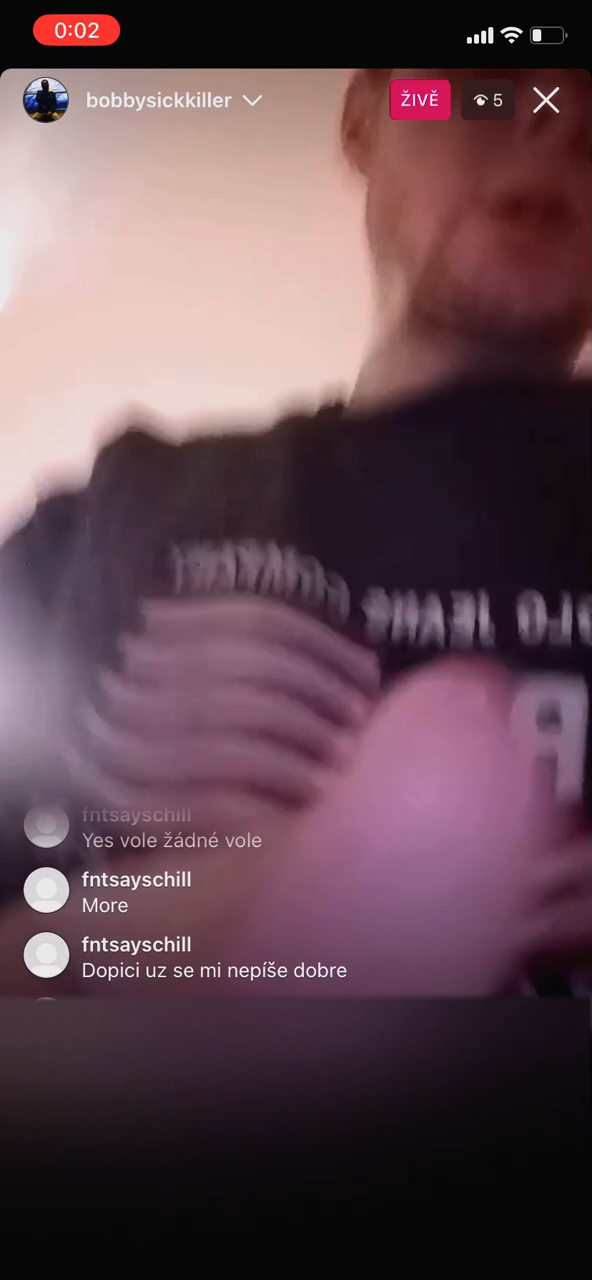 0:02
bobbysickkiller
ŽIVĚ
5
fntsayschill
Yes vole žádné vole
fntsayschill
More
fntsayschill
Dopici uz se mi nepíše dobre